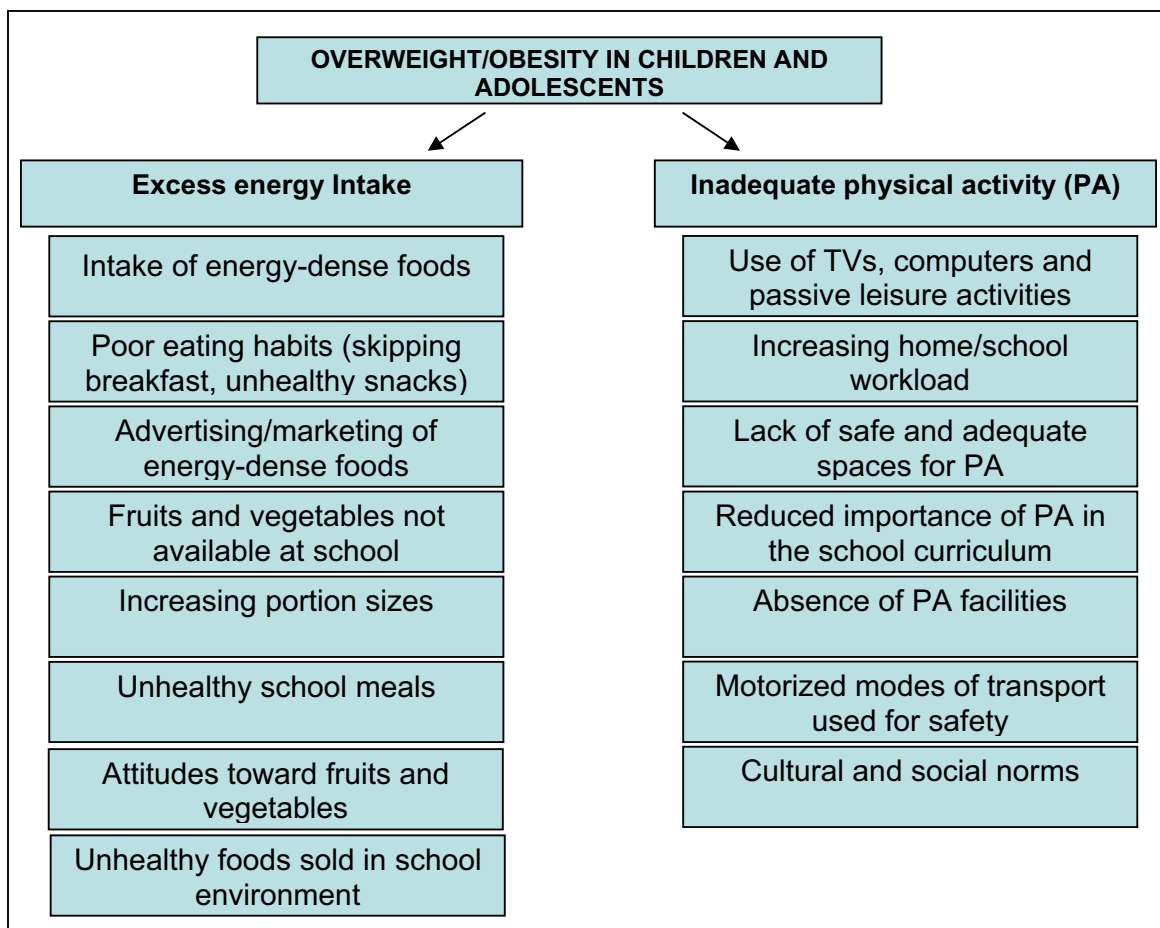 OVERWEIGHT/OBESITY IN CHILDREN AND
ADOLESCENTS
Excess energy Intake
Intake of energy-dense foods
Poor eating habits (skipping
breakfast, unhealthy snacks)
Advertising/marketing of
energy-dense foods
Fruits and vegetables not
available at school
Increasing portion sizes
Unhealthy school meals
Attitudes toward fruits and
vegetables
Unhealthy foods sold in school
environment
Inadequate physical activity (PA)
Use of TVs, computers and
passive leisure activities
Increasing home/school
workload
Lack of safe and adequate
spaces for PA
Reduced importance of PA in
the school curriculum
Absence of PA facilities
Motorized modes of transport
used for safety
Cultural and social norms